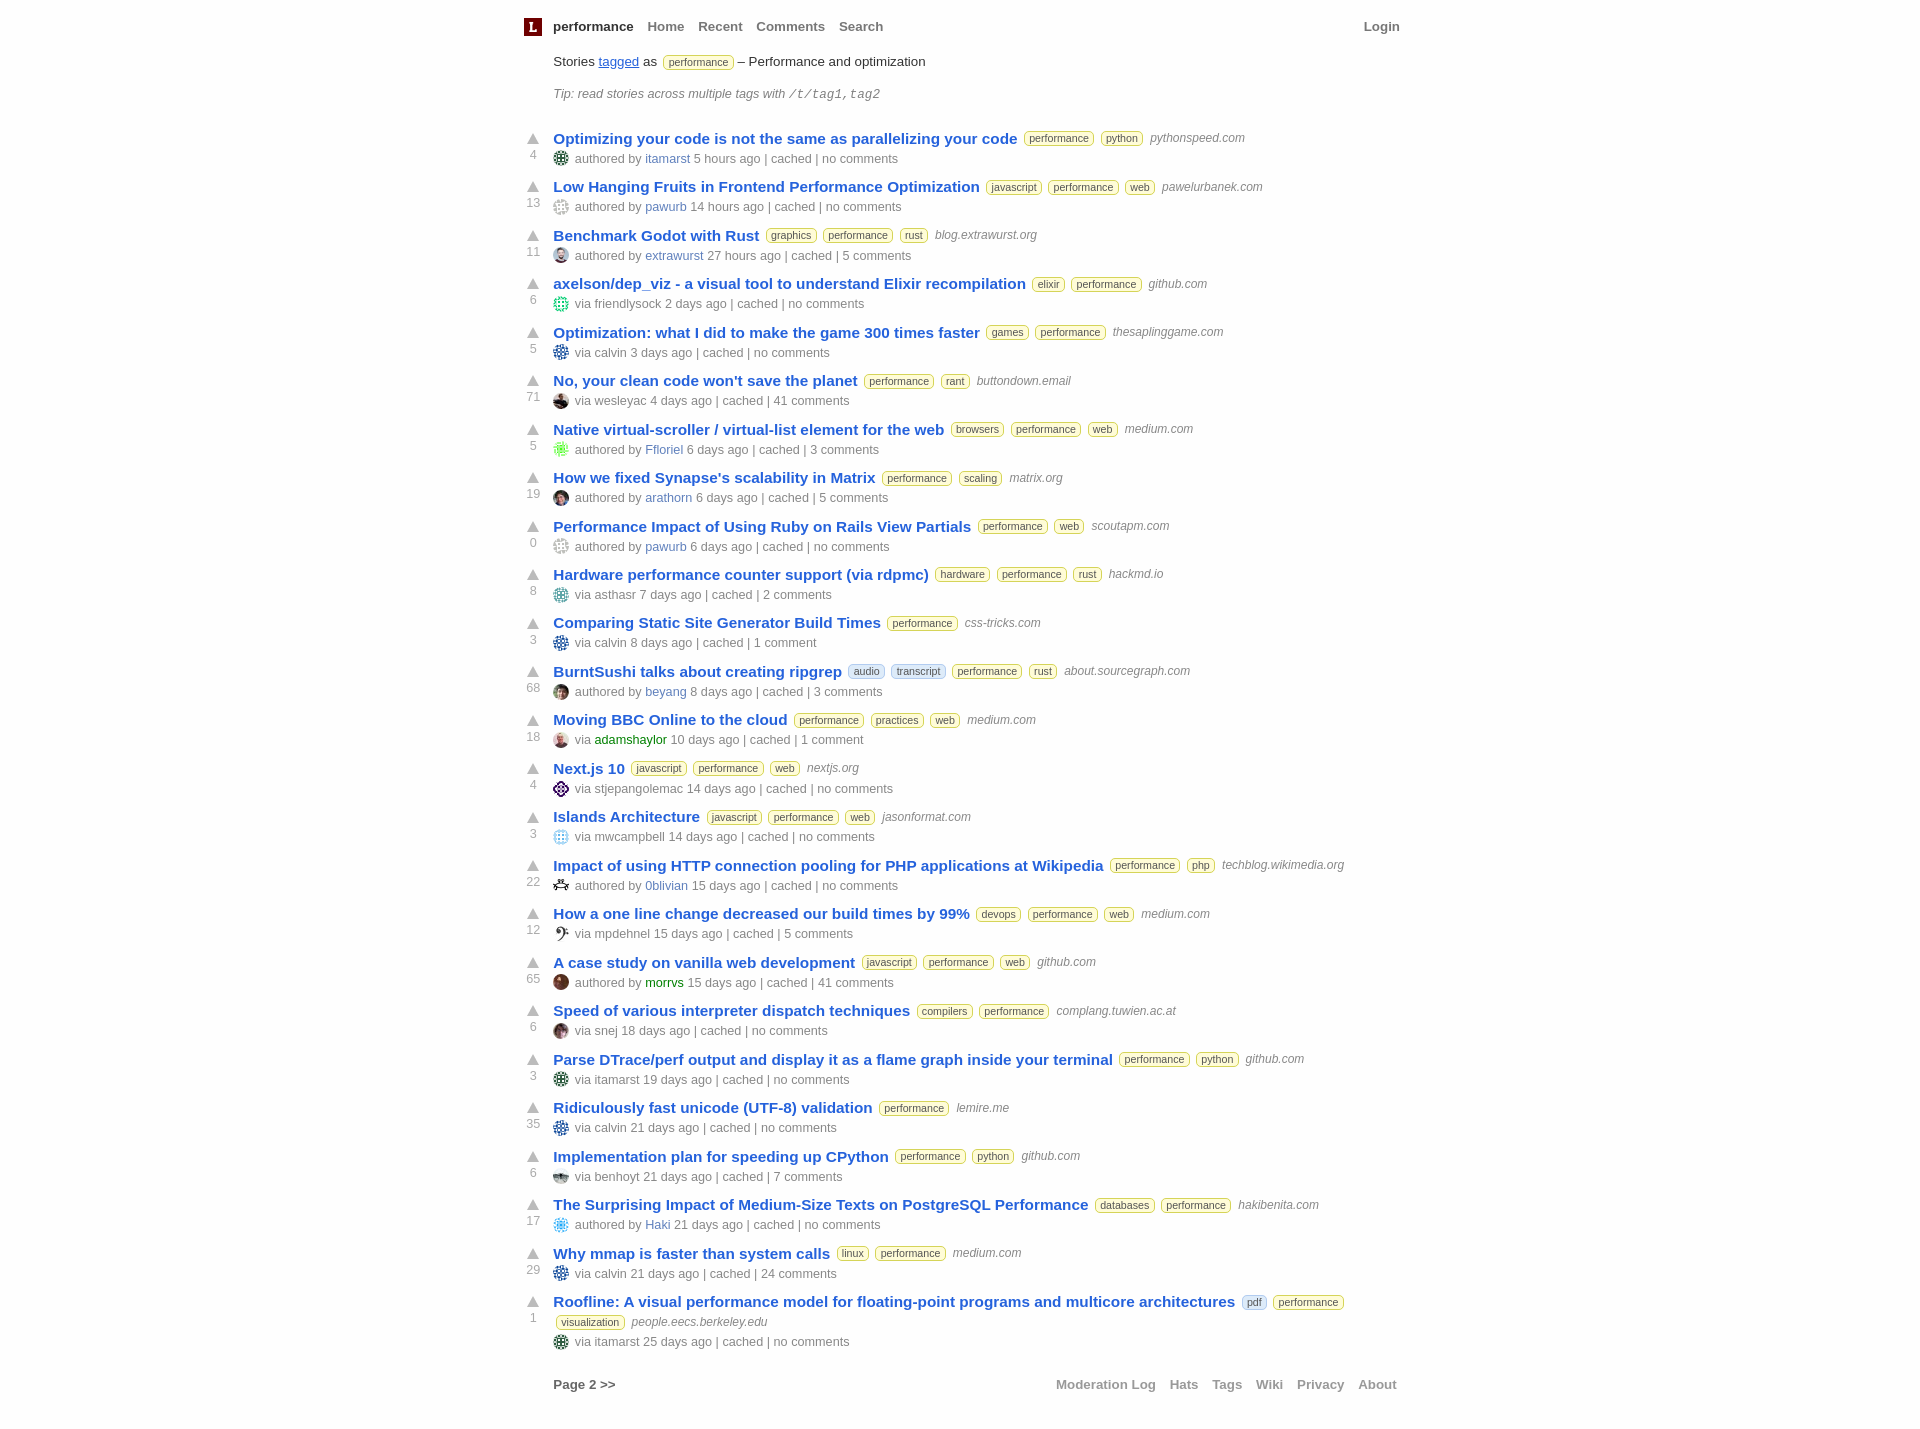 L performance Home Recent Comments Search Login
Stories tagged as performance – Performance and optimization
Tip: read stories across multiple tags with /t/tag1,tag2
Optimizing your code is not the same as parallelizing your code performance python pythonspeed.com
4 authored by itamarst 5 hours ago | cached | no comments
Low Hanging Fruits in Frontend Performance Optimization javascript performance web pawelurbanek.com
13 authored by pawurb 14 hours ago | cached | no comments
Benchmark Godot with Rust graphics performance rust blog.extrawurst.org
11 authored by extrawurst 27 hours ago | cached | 5 comments
axelson/dep_viz - a visual tool to understand Elixir recompilation elixir performance github.com
6 via friendlysock 2 days ago | cached | no comments
Optimization: what I did to make the game 300 times faster games performance thesaplinggame.com
5 via calvin 3 days ago | cached | no comments
No, your clean code won't save the planet performance rant buttondown.email
71 via wesleyac 4 days ago | cached | 41 comments
Native virtual-scroller / virtual-list element for the web browsers performance web medium.com
5 authored by Ffloriel 6 days ago | cached | 3 comments
How we fixed Synapse's scalability in Matrix performance scaling matrix.org
19 authored by arathorn 6 days ago | cached | 5 comments
Performance Impact of Using Ruby on Rails View Partials performance web scoutapm.com
0 authored by pawurb 6 days ago | cached | no comments
Hardware performance counter support (via rdpmc) hardware performance rust hackmd.io
8 via asthasr 7 days ago | cached | 2 comments
Comparing Static Site Generator Build Times performance css-tricks.com
3 via calvin 8 days ago | cached | 1 comment
BurntSushi talks about creating ripgrep audio transcript performance rust about.sourcegraph.com
68 authored by beyang 8 days ago | cached | 3 comments
Moving BBC Online to the cloud performance practices web medium.com
18 via adamshaylor 10 days ago | cached | 1 comment
Next.js 10 javascript performance web nextjs.org
4 via stjepangolemac 14 days ago | cached | no comments
Islands Architecture javascript performance web jasonformat.com
3 via mwcampbell 14 days ago | cached | no comments
Impact of using HTTP connection pooling for PHP applications at Wikipedia performance php techblog.wikimedia.org
22 authored by 0blivian 15 days ago | cached | no comments
How a one line change decreased our build times by 99% devops performance web medium.com
12 via mpdehnel 15 days ago | cached | 5 comments
A case study on vanilla web development javascript performance web github.com
65 authored by morrvs 15 days ago | cached | 41 comments
Speed of various interpreter dispatch techniques compilers performance complang.tuwien.ac.at
6 via snej 18 days ago | cached | no comments
Parse DTrace/perf output and display it as a flame graph inside your terminal performance python github.com
3 via itamarst 19 days ago | cached | no comments
Ridiculously fast unicode (UTF-8) validation performance lemire.me
35 via calvin 21 days ago | cached | no comments
Implementation plan for speeding up CPython performance python github.com
6 via benhoyt 21 days ago | cached | 7 comments
The Surprising Impact of Medium-Size Texts on PostgreSQL Performance databases performance hakibenita.com
17 authored by Haki 21 days ago | cached | no comments
Why mmap is faster than system calls linux performance medium.com
29 via calvin 21 days ago | cached | 24 comments
Roofline: A visual performance model for floating-point programs and multicore architectures pdf performance
1 visualization people.eecs.berkeley.edu
via itamarst 25 days ago | cached | no comments
Page 2 >> Moderation Log Hats Tags Wiki Privacy About